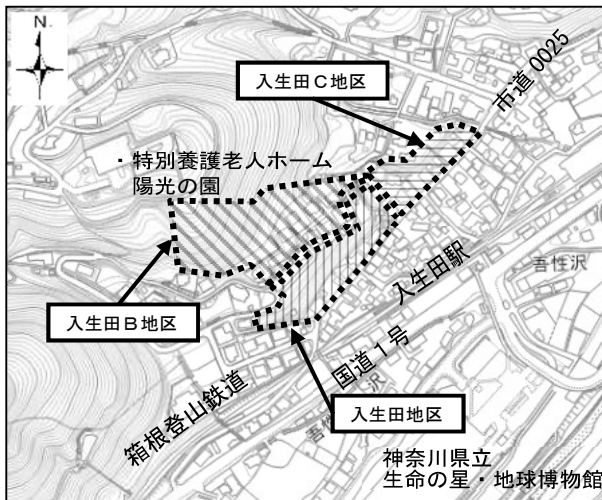 N.
入生田C地区
市道 0025
・特別養護老人ホーム
陽光の園
入生田駅
吾性沢
入生田B地区
国道1号
箱根登山鉄道
入生田地区
神奈川県立
生命の星・地球博物館